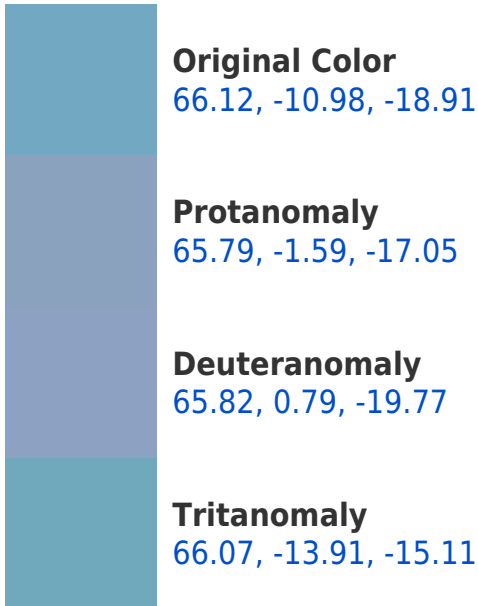 Original Color
66.12, -10.98, -18.91
Protanomaly
65.79, -1.59, -17.05
Deuteranomaly
65.82, 0.79, -19.77
Tritanomaly
66.07, -13.91, -15.11